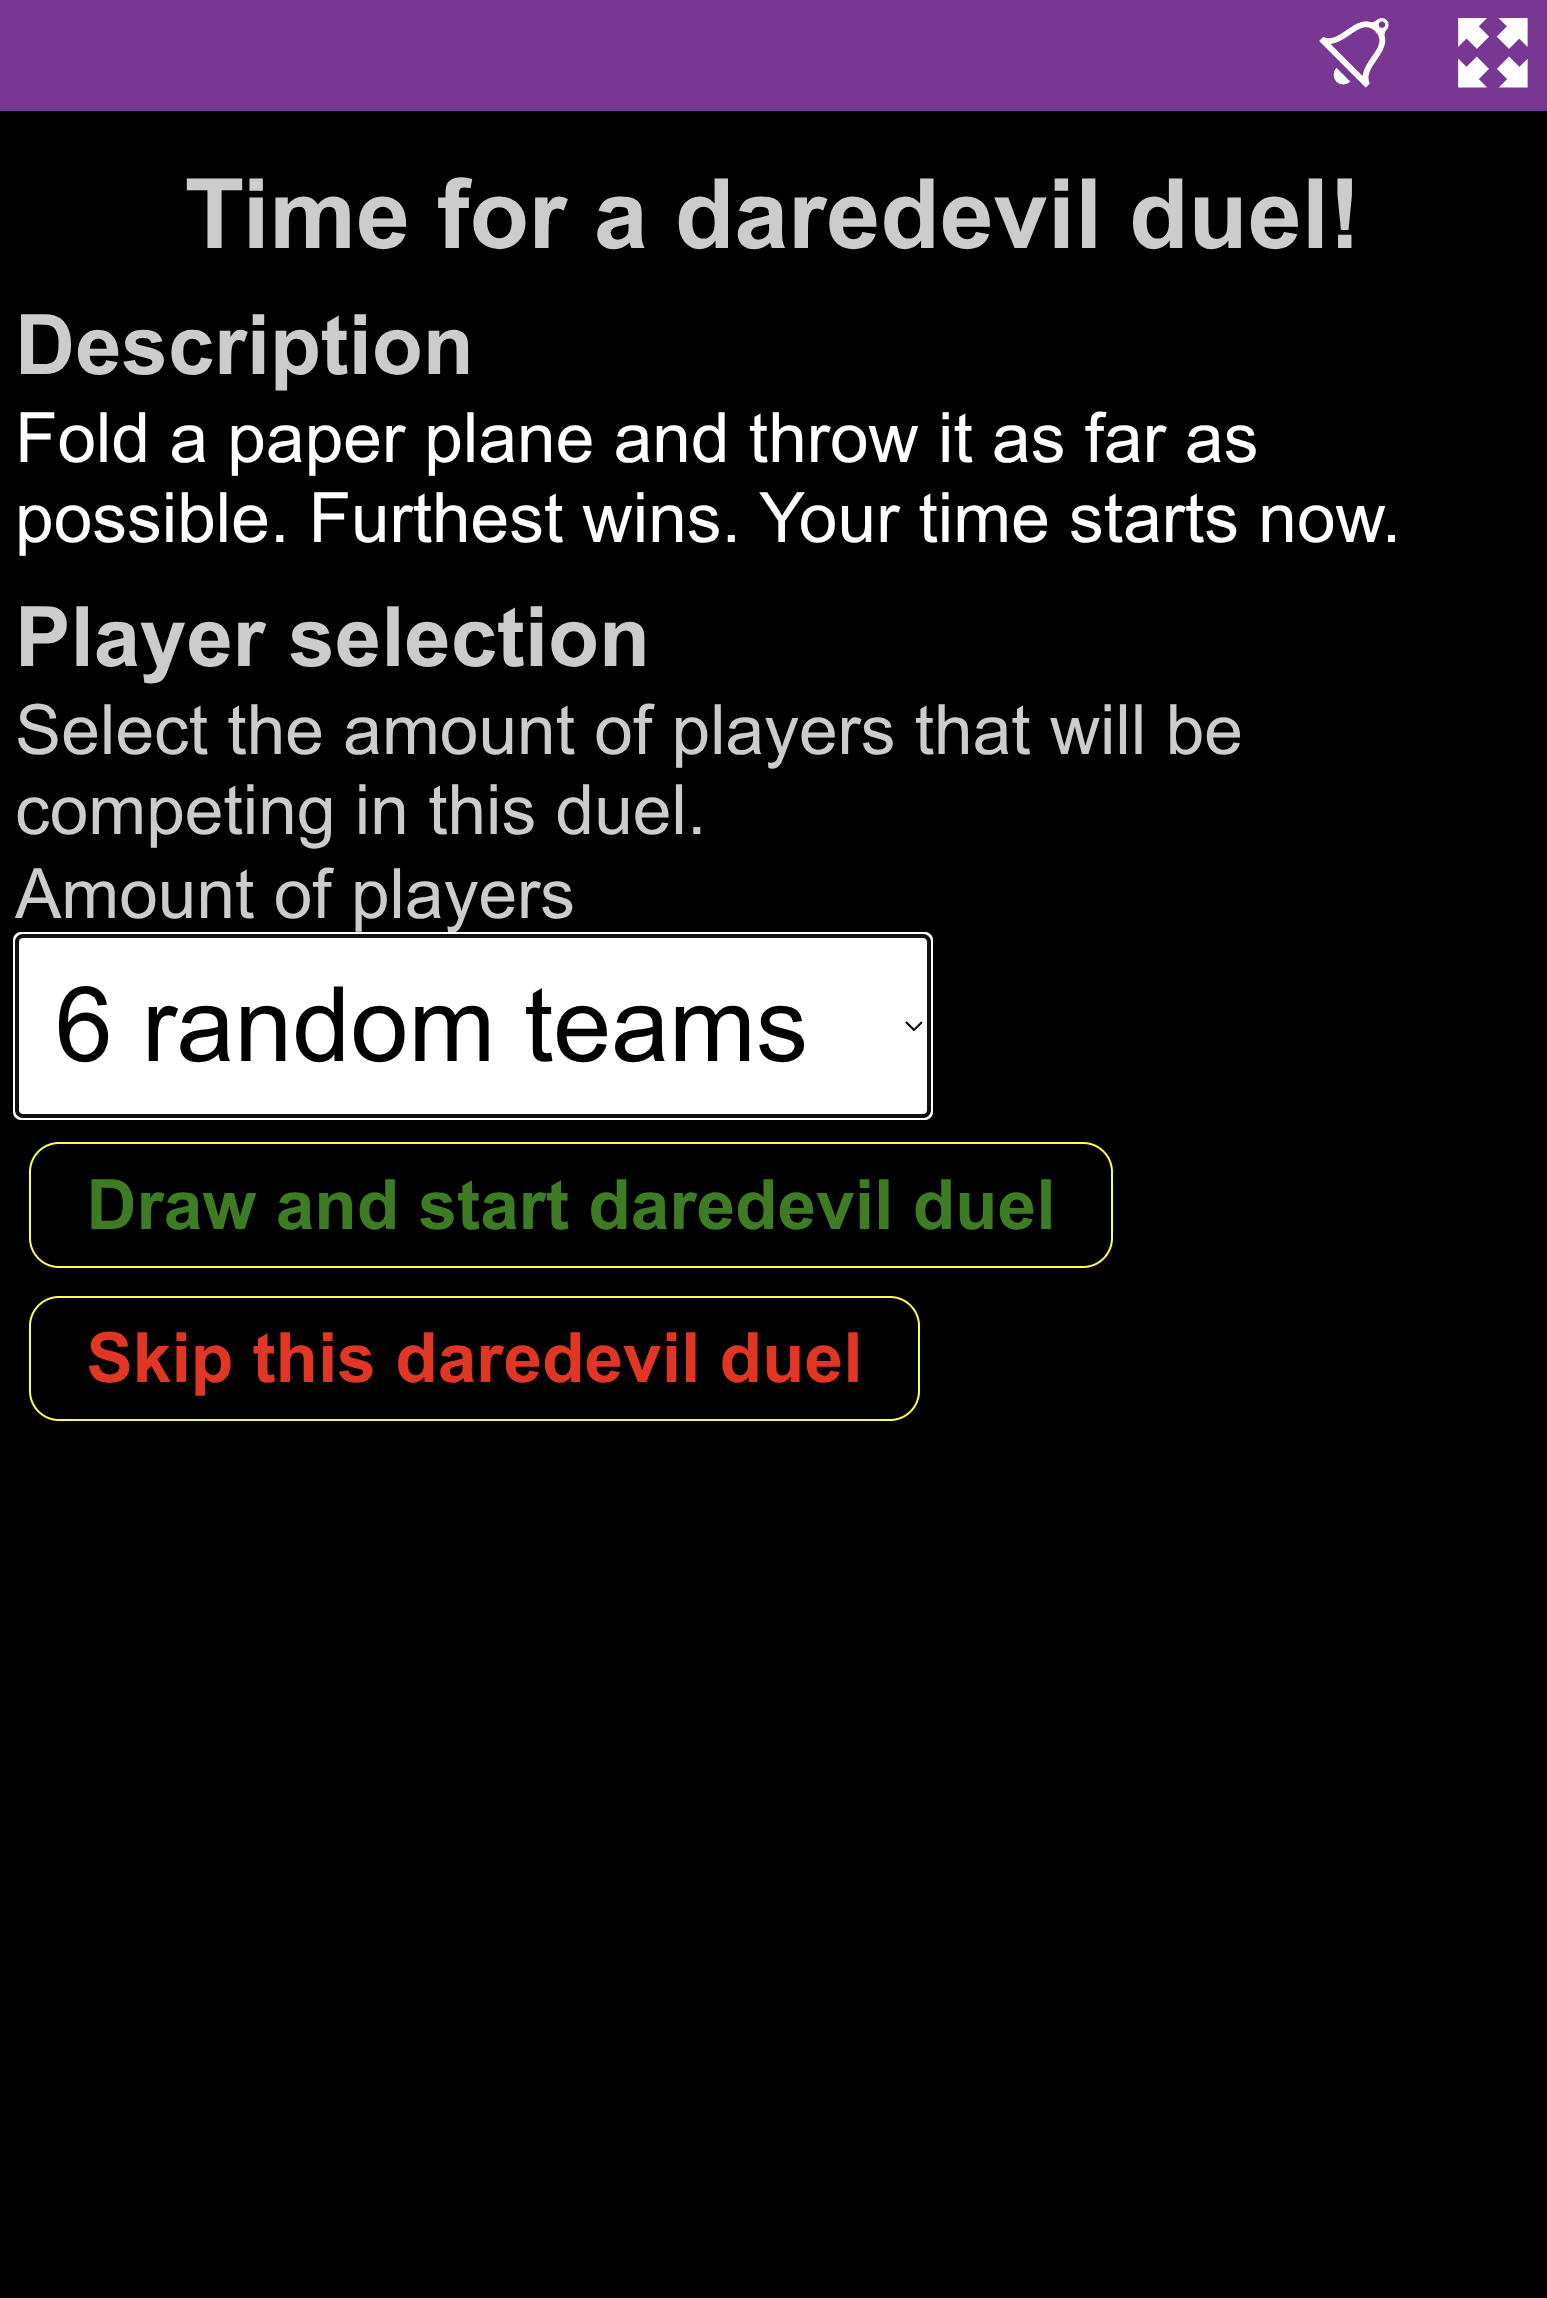 Time for a daredevil duel!
Description
Fold a paper plane and throw it as far as
possible. Furthest wins. Your time starts now.
Player selection
Select the amount of players that will be
competing in this duel.
Amount of players
6 random teams
Draw and start daredevil duel
Skip this daredevil duel